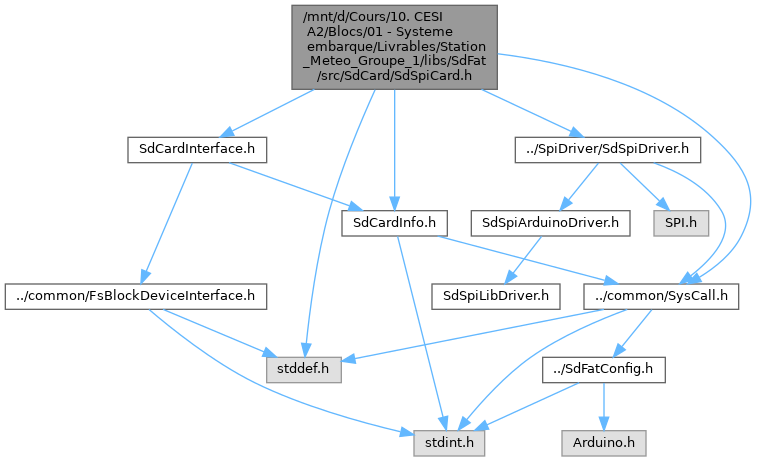 /mnt/d/Cours/10. CESI
A2/Blocs/01 - Systeme
embarque/Livrables/Station
_Meteo_Groupe_1/libs/SdFat
/src/SdCard/SdSpiCard.h
SdCardInterface.h
../SpiDriver/SdSpiDriver.h
SdCardInfo.h
SdSpiArduinoDriver.h
SPI.h
../common/FsBlockDeviceInterface.h
SdSpiLibDriver.h
../common/SysCall.h
stddef.h
../SdFatConfig.h
stdint.h
Arduino.h